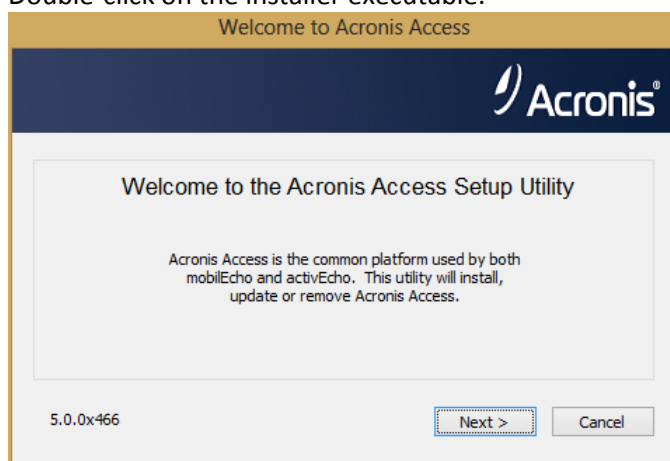 Double-click on the installer executable.
Welcome to Acronis Access
Acronis®
Welcome to the Acronis Access Setup Utility
Acronis Access is the common platform used by both
mobilEcho and activEcho. This utility will install,
update or remove Acronis Access.
5.0.0x466
Next >
Cancel